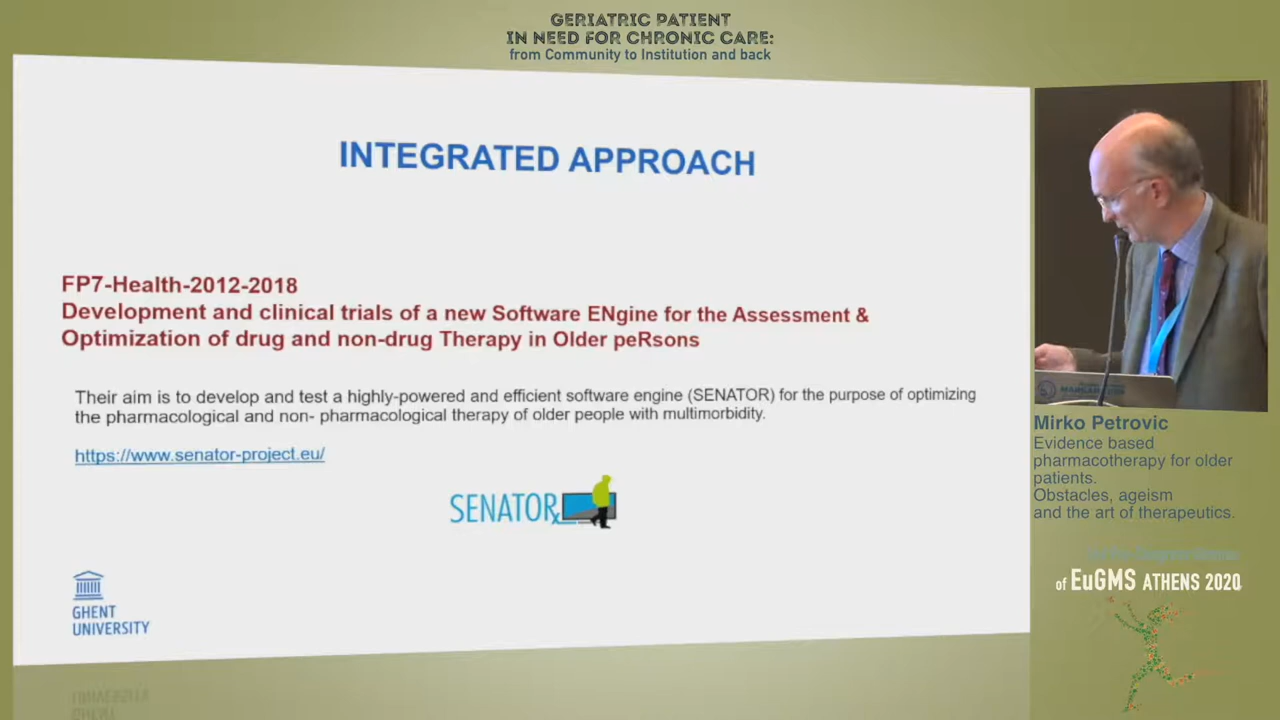 GERIATRIC PATIENT
IN NEED FOR CHRONIC CARE:
from Community to Institution and back
INTEGRATED APPROACH
FP7-Health-2012-2018
Development and clinical trials of a new Software ENgine for the Assessment &
Optimization of drug and non-drug Therapy in Older peRsons
Their aim is to develop and test a highly-powered and efficient software engine (SENATOR) for the purpose of optimizing
the pharmacological and non- pharmacological therapy of older people with multimorbidity.
https://www.senator-project.eu/
SENATORx
GHENT
UNIVERSITY
Mirko Petrovic
Evidence based
pharmacotherapy for older
patients.
Obstacles, ageism
and the art of therapeutics.
of EuGMS ATHENS 2020